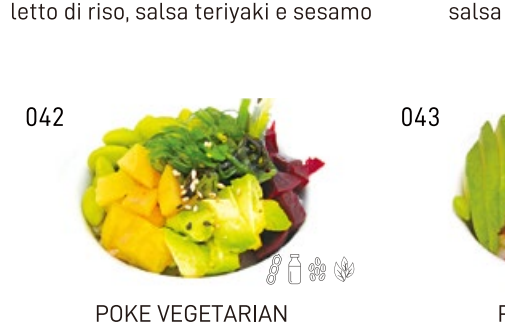 letto di riso, salsa teriyaki e sesamo
salsa
042
043
POKE VEGETARIAN